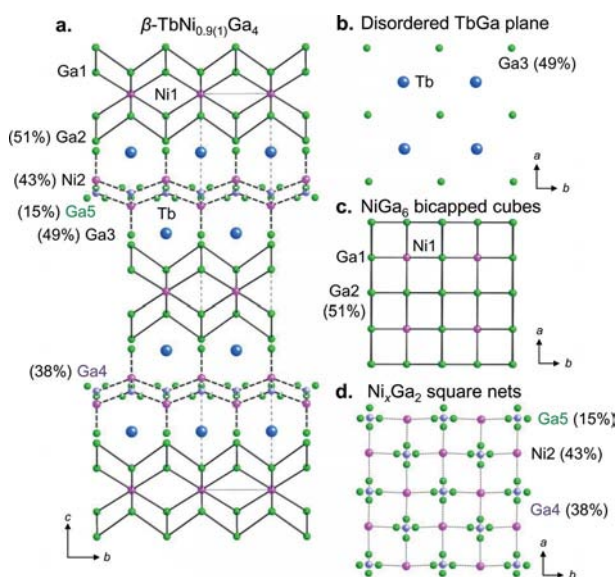 a.
β-TbNi0.9(1)Ga4
Ga1
Ni1
(51%) Ga2
(43%) Ni2
(15%) Ga5
Tb
(49%) Ga3
(38%) Ga4
c
b
b. Disordered TbGa plane
Ga3 (49%)
Tb
a
b
c. NiGa6 bicapped cubes
Ni1
Ga1
Ga2
(51%)
a
b
d. NixGa2 square nets
Ga5 (15%)
Ni2 (43%)
Ga4 (38%)
a
b